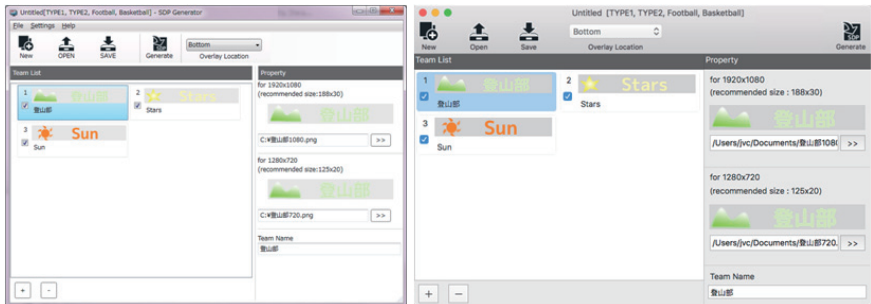 Untitled[TYPE1, TYPE2, Football, Basketball] - SDP Generator
File Settings Help
New OPEN SAVE Generate
Bottom
Overlay Location
Team List
1 登山部
登山部
2 Stars
Stars
3 Sun
Sun
+ -
Property
for 1920x1080
(recommended size:188x30)
登山部
C:¥登山部1080.png >>
for 1280x720
(recommended size:125x20)
登山部
C:¥登山部720.png >>
Team Name
登山部
Untitled [TYPE1, TYPE2, Football, Basketball]
New Open Save
Bottom
Overlay Location
SDP
Generate
Team List
1 登山部
登山部
2 Stars
Stars
3 Sun
Sun
+ −
Property
for 1920x1080
(recommended size : 188x30)
登山部
/Users/jvc/Documents/登山部1080 >>
for 1280x720
(recommended size : 125x20)
登山部
/Users/jvc/Documents/登山部720. >>
Team Name
登山部